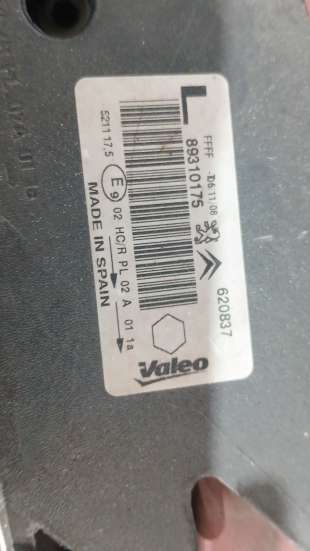 L
FFFF - D6.11.08
89310175
620837
5211 17,5
E9 02 HC/R PL 02 A 01 1a
MADE IN SPAIN
Valeo